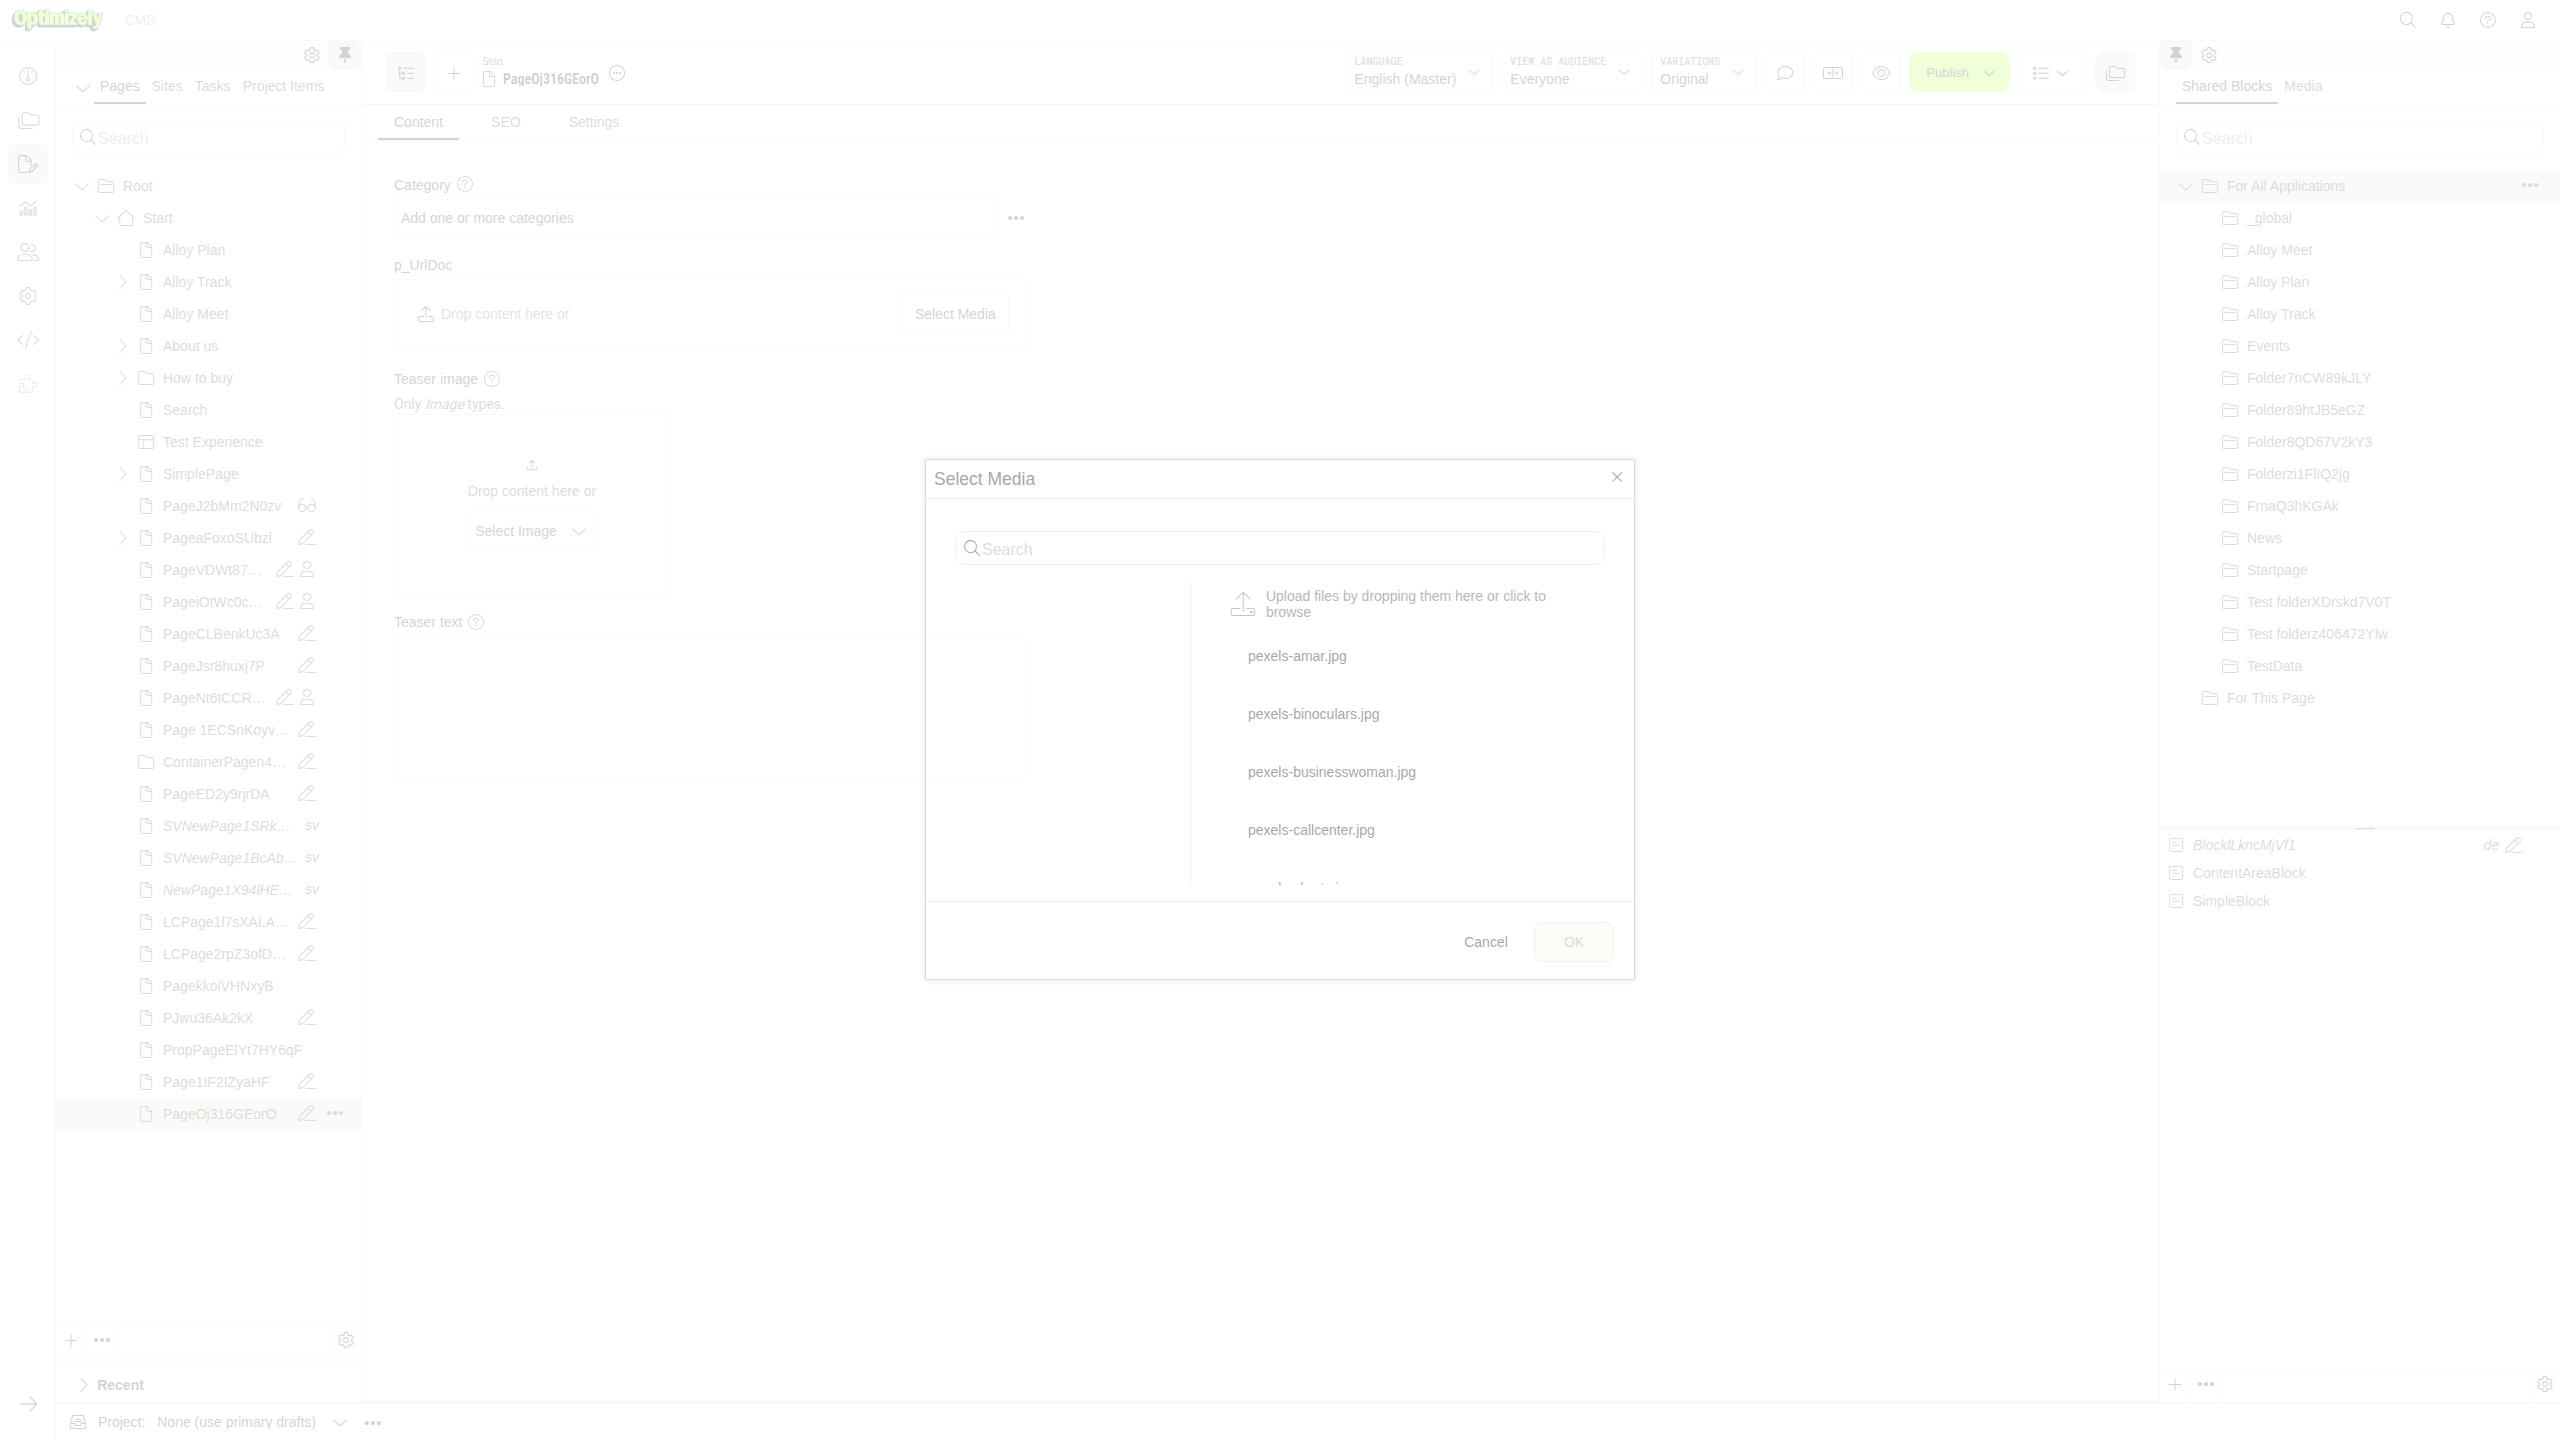 Optimizely CMS
Pages Sites Tasks Project Items
Search
Root
Start
Alloy Plan
Alloy Track
Alloy Meet
About us
How to buy
Search
Test Experience
SimplePage
PageJ2bMm2N0zv
PageaFoxoSUbzl
PageVDWt87...
PageiOtWc0c...
PageCLBenkUc3A
PageJsr8huxj7P
PageNt6tCCR...
Page 1ECSnKoyv...
ContainerPagen4...
PageED2y9rjrDA
SVNewPage1SRk... sv
SVNewPage1BcAb... sv
NewPage1X94lHE... sv
LCPage1l7sXALA...
LCPage2rpZ3ofD...
PagekkoiVHNxyB
PJwu36Ak2kX
PropPageElYt7HY6qF
Page1IF2IZyaHF
PageOj316GEorO
Recent
Project: None (use primary drafts)
Start
PageOj316GEorO
LANGUAGE
English (Master)
VIEW AS AUDIENCE
Everyone
VARIATIONS
Original
Publish
Content SEO Settings
Category
Add one or more categories
p_UrlDoc
Drop content here or Select Media
Teaser image
Only Image types.
Drop content here or
Select Image
Teaser text
Select Media
Search
Upload files by dropping them here or click to
browse
pexels-amar.jpg
pexels-binoculars.jpg
pexels-businesswoman.jpg
pexels-callcenter.jpg
Cancel OK
Shared Blocks Media
Search
For All Applications
_global
Alloy Meet
Alloy Plan
Alloy Track
Events
Folder7nCW89kJLY
Folder89htJB5eGZ
Folder8QD67V2kY3
Folderzi1FlIQ2jg
FrnaQ3hKGAk
News
Startpage
Test folderXDrskd7V0T
Test folderz406472Ylw
TestData
For This Page
BlocklLkncMjVf1 de
ContentAreaBlock
SimpleBlock